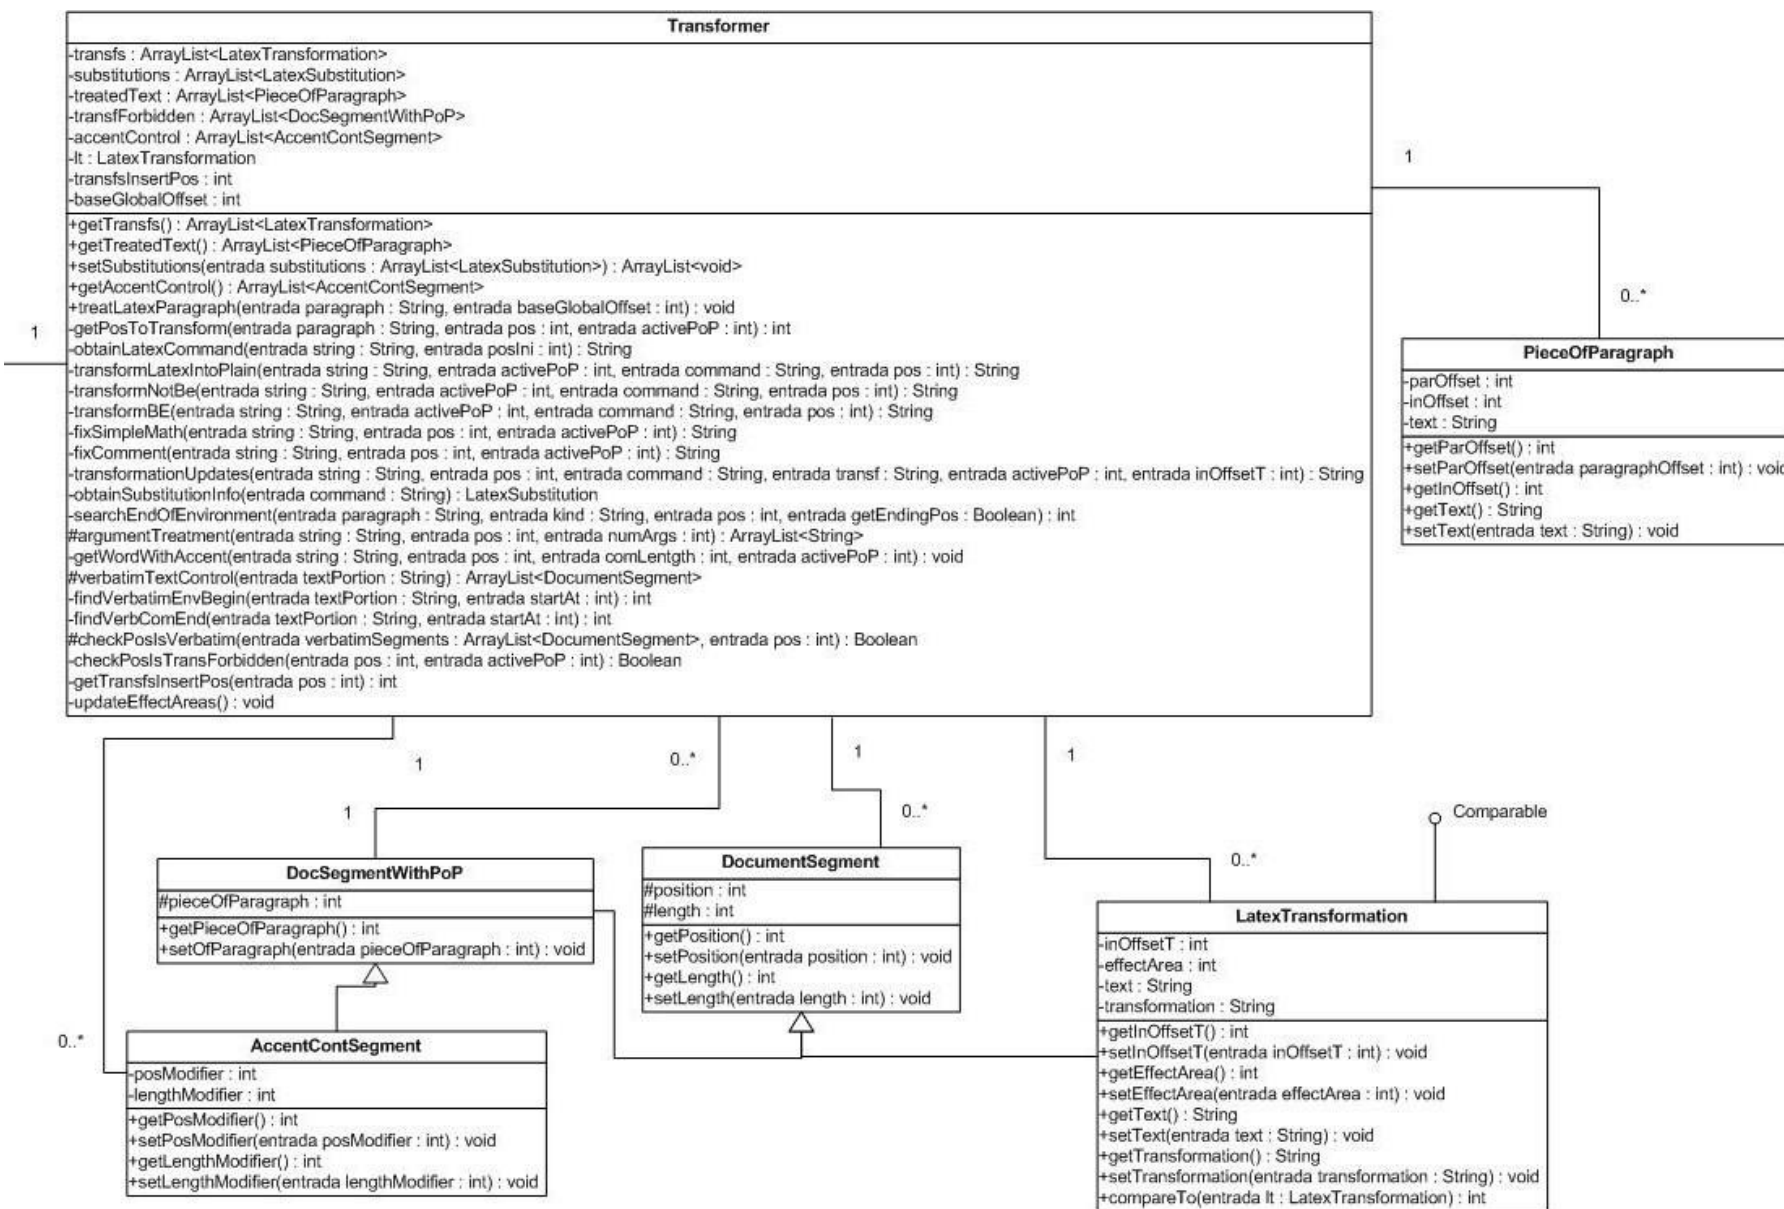 Transformer
-transfs : ArrayList<LatexTransformation>
-substitutions : ArrayList<LatexSubstitution>
-treatedText : ArrayList<PieceOfParagraph>
-transfForbidden : ArrayList<DocSegmentWithPoP>
-accentControl : ArrayList<AccentContSegment>
-lt : LatexTransformation
-transfsInsertPos : int
-baseGlobalOffset : int
+getTransfs() : ArrayList<LatexTransformation>
+getTreatedText() : ArrayList<PieceOfParagraph>
+setSubstitutions(entrada substitutions : ArrayList<LatexSubstitution>) : ArrayList<void>
+getAccentControl() : ArrayList<AccentContSegment>
+treatLatexParagraph(entrada paragraph : String, entrada baseGlobalOffset : int) : void
-getPosToTransform(entrada paragraph : String, entrada pos : int, entrada activePoP : int) : int
-obtainLatexCommand(entrada string : String, entrada posIni : int) : String
-transformLatexIntoPlain(entrada string : String, entrada activePoP : int, entrada command : String, entrada pos : int) : String
-transformNotBe(entrada string : String, entrada activePoP : int, entrada command : String, entrada pos : int) : String
-transformBE(entrada string : String, entrada activePoP : int, entrada command : String, entrada pos : int) : String
-fixSimpleMath(entrada string : String, entrada pos : int, entrada activePoP : int) : String
-fixComment(entrada string : String, entrada pos : int, entrada activePoP : int) : String
-transformationUpdates(entrada string : String, entrada pos : int, entrada command : String, entrada transf : String, entrada activePoP : int, entrada inOffsetT : int) : String
-obtainSubstitutionInfo(entrada command : String) : LatexSubstitution
-searchEndOfEnvironment(entrada paragraph : String, entrada kind : String, entrada pos : int, entrada getEndingPos : Boolean) : int
#argumentTreatment(entrada string : String, entrada pos : int, entrada numArgs : int) : ArrayList<String>
-getWordWithAccent(entrada string : String, entrada pos : int, entrada comLentgth : int, entrada activePoP : int) : void
#verbatimTextControl(entrada textPortion : String) : ArrayList<DocumentSegment>
-findVerbatimEnvBegin(entrada textPortion : String, entrada startAt : int) : int
-findVerbComEnd(entrada textPortion : String, entrada startAt : int) : int
#checkPosIsVerbatim(entrada verbatimSegments : ArrayList<DocumentSegment>, entrada pos : int) : Boolean
-checkPosIsTransForbidden(entrada pos : int, entrada activePoP : int) : Boolean
-getTransfsInsertPos(entrada pos : int) : int
-updateEffectAreas() : void
1
1
0..*
PieceOfParagraph
-parOffset : int
-inOffset : int
-text : String
+getParOffset() : int
+setParOffset(entrada paragraphOffset : int) : void
+getInOffset() : int
+getText() : String
+setText(entrada text : String) : void
1
0..*
1
1
1
0..*
0..*
Comparable
0..*
DocSegmentWithPoP
#pieceOfParagraph : int
+getPieceOfParagraph() : int
+setOfParagraph(entrada pieceOfParagraph : int) : void
DocumentSegment
#position : int
#length : int
+getPosition() : int
+setPosition(entrada position : int) : void
+getLength() : int
+setLength(entrada length : int) : void
AccentContSegment
-posModifier : int
-lengthModifier : int
+getPosModifier() : int
+setPosModifier(entrada posModifier : int) : void
+getLengthModifier() : int
+setLengthModifier(entrada lengthModifier : int) : void
LatexTransformation
-inOffsetT : int
-effectArea : int
-text : String
-transformation : String
+getInOffsetT() : int
+setInOffsetT(entrada inOffsetT : int) : void
+getEffectArea() : int
+setEffectArea(entrada effectArea : int) : void
+getText() : String
+setText(entrada text : String) : void
+getTransformation() : String
+setTransformation(entrada transformation : String) : void
+compareTo(entrada lt : LatexTransformation) : int